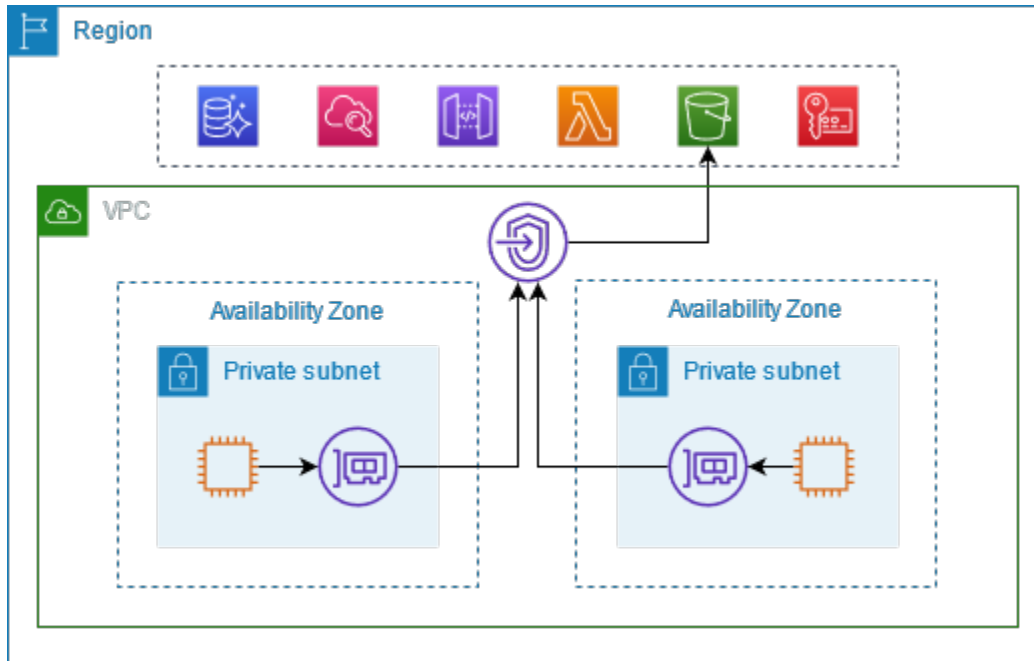 Region
VPC
Availability Zone
Availability Zone
Private subnet
Private subnet